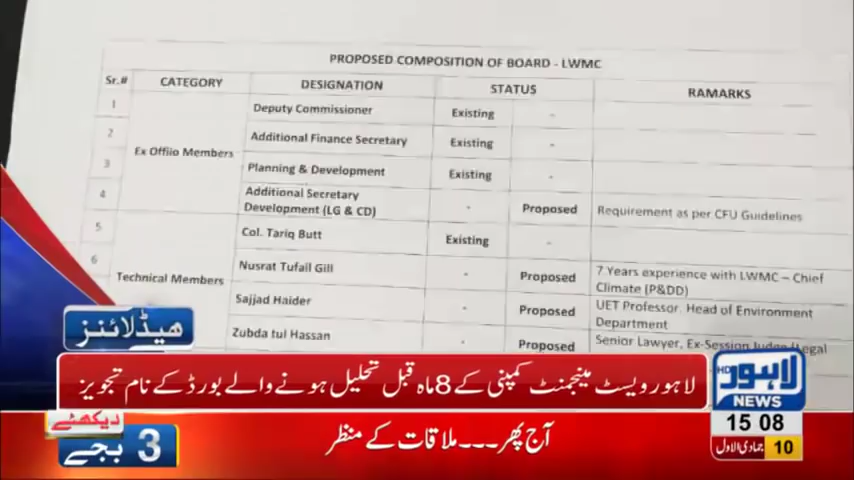 PROPOSED COMPOSITION OF BOARD - LWMC
Sr.# CATEGORY DESIGNATION STATUS RAMARKS
1 Deputy Commissioner Existing -
2 Additional Finance Secretary Existing -
Ex Offiio Members
3 Planning & Development Existing -
4 Additional Secretary Development (LG & CD) - Proposed Requirement as per CFU Guidelines
5 Col. Tariq Butt Existing -
6 Nusrat Tufail Gill - Proposed 7 Years experience with LWMC – Chief Climate (P&DD)
Technical Members
Sajjad Haider - Proposed UET Professor. Head of Environment Department
Zubda tul Hassan - Proposed Senior Lawyer, Ex-Session Judge /Legal
ہیڈلائنز
لاہور ویسٹ مینجمنٹ کمپنی کے 8 ماہ قبل تحلیل ہونے والے بورڈ کے نام تجویز
لاہور HD
NEWS
دیکھئے
3 بجے
آج پھر۔۔۔ملاقات کے منظر
15 08
10 جمادی الاول